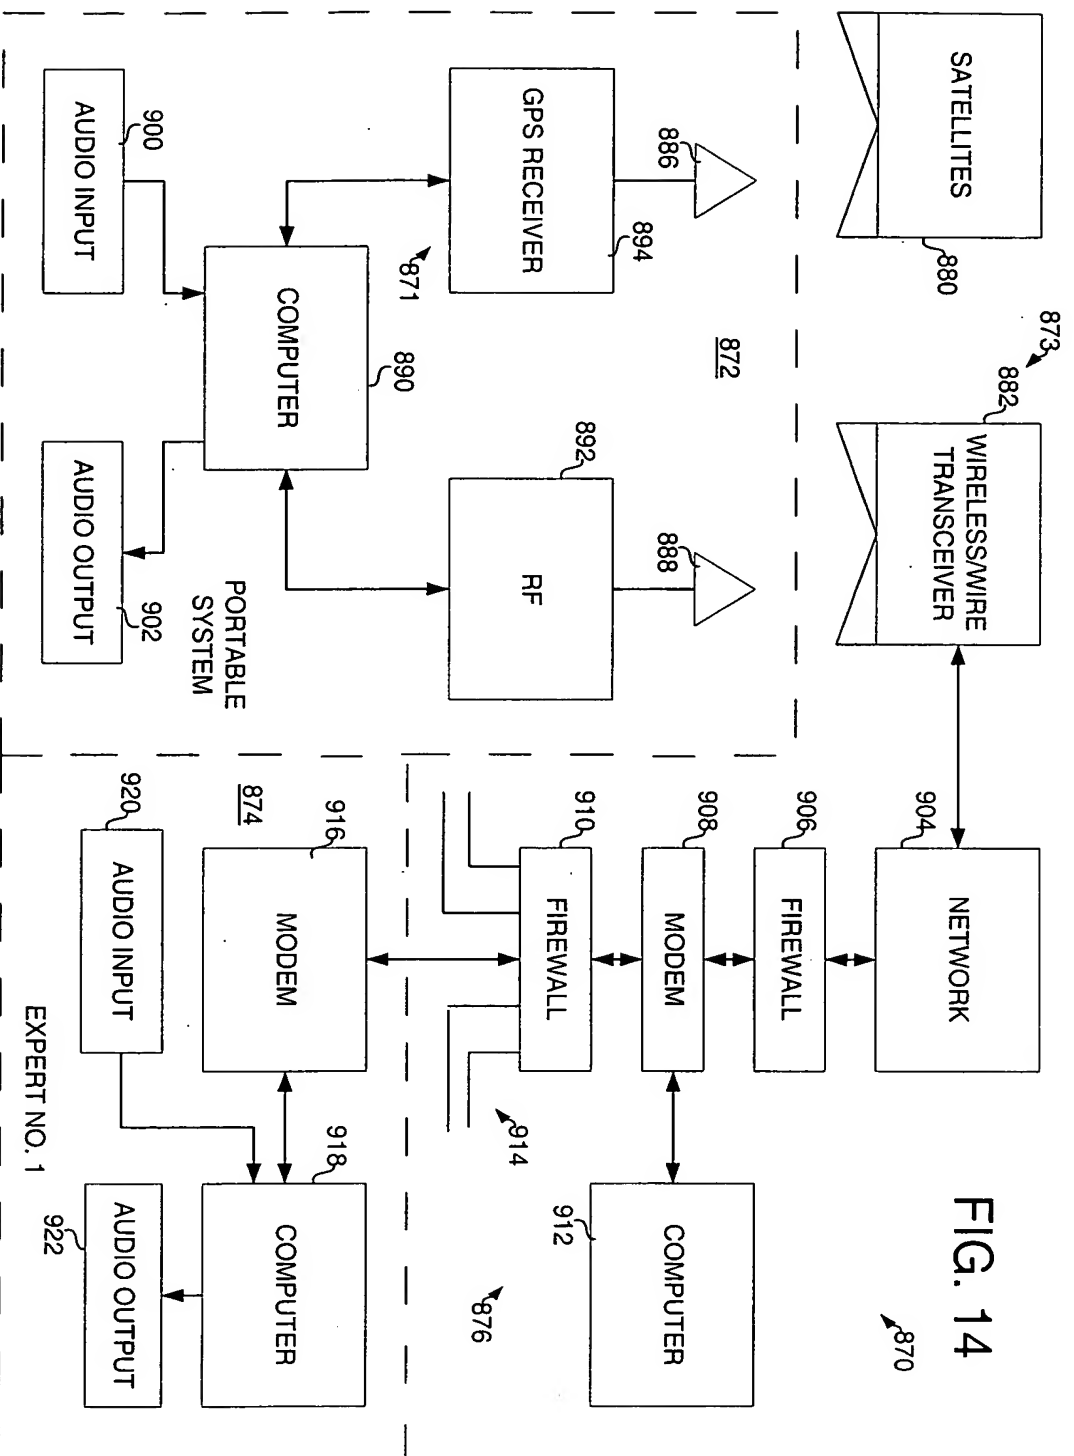 873
882
SATELLITES
WIRELESS/WIRE
TRANSCEIVER
NETWORK
FIG. 14
880
904
870
906
FIREWALL
872
908
MODEM
COMPUTER
886
888
894
892
910
912
FIREWALL
GPS RECEIVER
RF
914
876
871
890
916
918
COMPUTER
MODEM
COMPUTER
874
PORTABLE
SYSTEM
900
902
920
AUDIO INPUT
AUDIO OUTPUT
AUDIO INPUT
AUDIO OUTPUT
922
EXPERT NO. 1